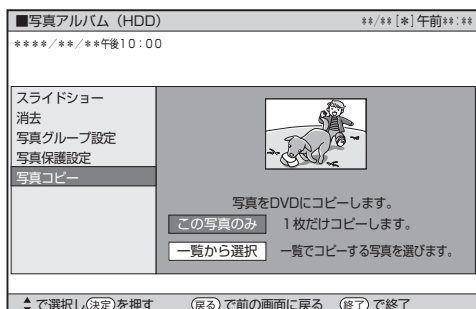 ■写真アルバム(HDD) **/**[*]午前**:**
****/**/**午後10:00
スライドショー
消去
写真グループ設定
写真保護設定
写真コピー
写真をDVDにコピーします。
この写真のみ 1枚だけコピーします。
一覧から選択 一覧でコピーする写真を選びます。
▲▼で選択し決定を押す 戻るで前の画面に戻る 終了で終了